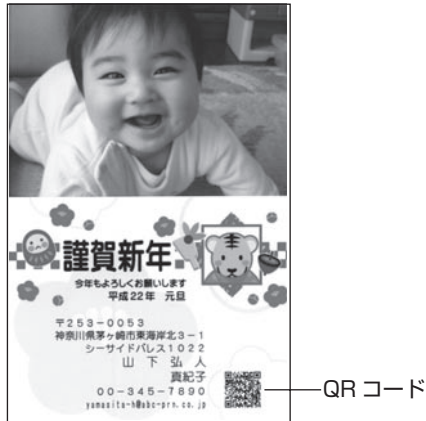 謹賀新年
今年もよろしくお願いします
平成22年 元旦
〒253-0053
神奈川県茅ヶ崎市東海岸北3-1
シーサイドパレス1022
山下弘人
真紀子
00-345-7890
yamasita-h@abc-prn.co.jp
QRコード